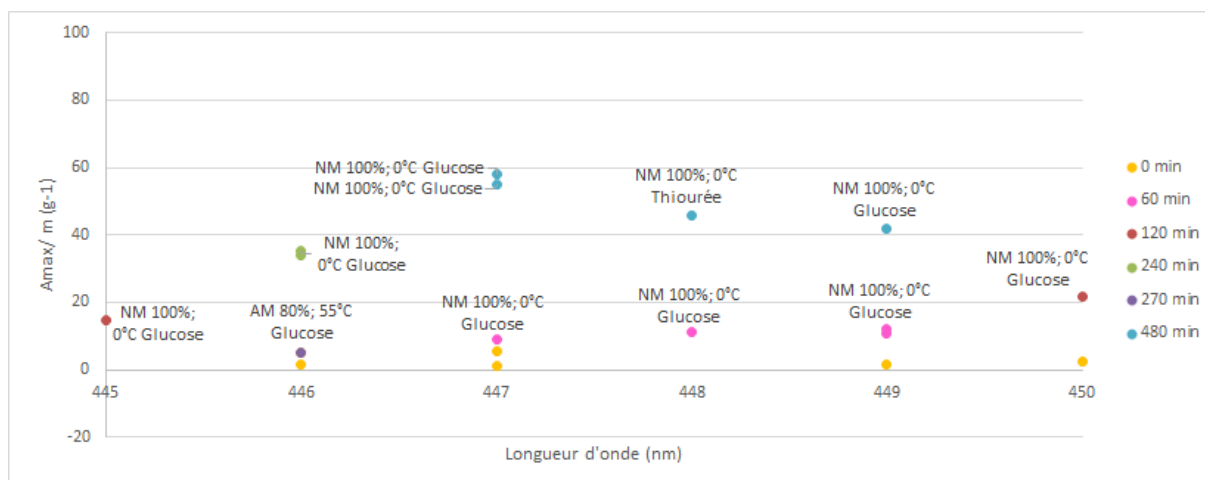 100
80
60
40
20
0
-20
Amax/ m (g-1)
NM 100%; 0°C Glucose
NM 100%; 0°C Glucose
NM 100%; 0°C
Thiourée
NM 100%; 0°C
Glucose
NM 100%;
0°C Glucose
NM 100%; 0°C
Glucose
NM 100%;
0°C Glucose
AM 80%; 55°C
Glucose
NM 100%; 0°C
Glucose
NM 100%; 0°C
Glucose
NM 100%; 0°C
Glucose
445
446
447
448
449
450
Longueur d'onde (nm)
0 min
60 min
120 min
240 min
270 min
480 min